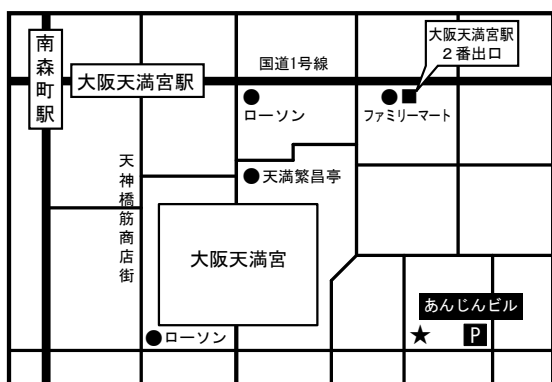 南森町駅
大阪天満宮駅
国道1号線
大阪天満宮駅
２番出口
ローソン
ファミリーマート
天満繁昌亭
天神橋筋商店街
大阪天満宮
あんじんビル
ローソン
P